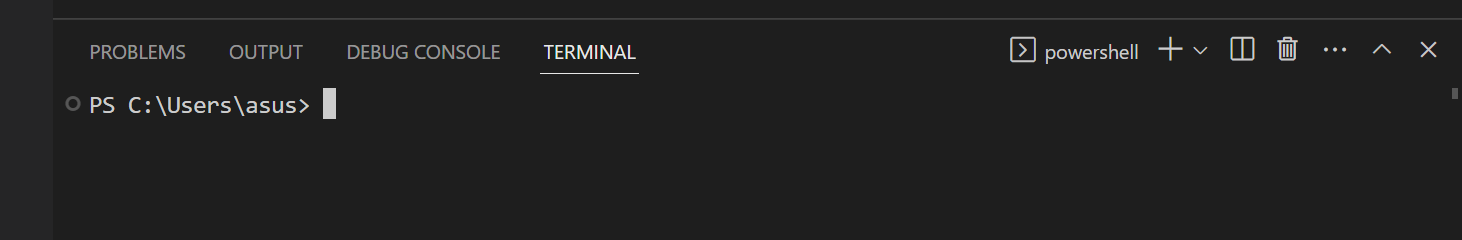 PROBLEMS OUTPUT DEBUG CONSOLE TERMINAL powershell
PS C:\Users\asus>